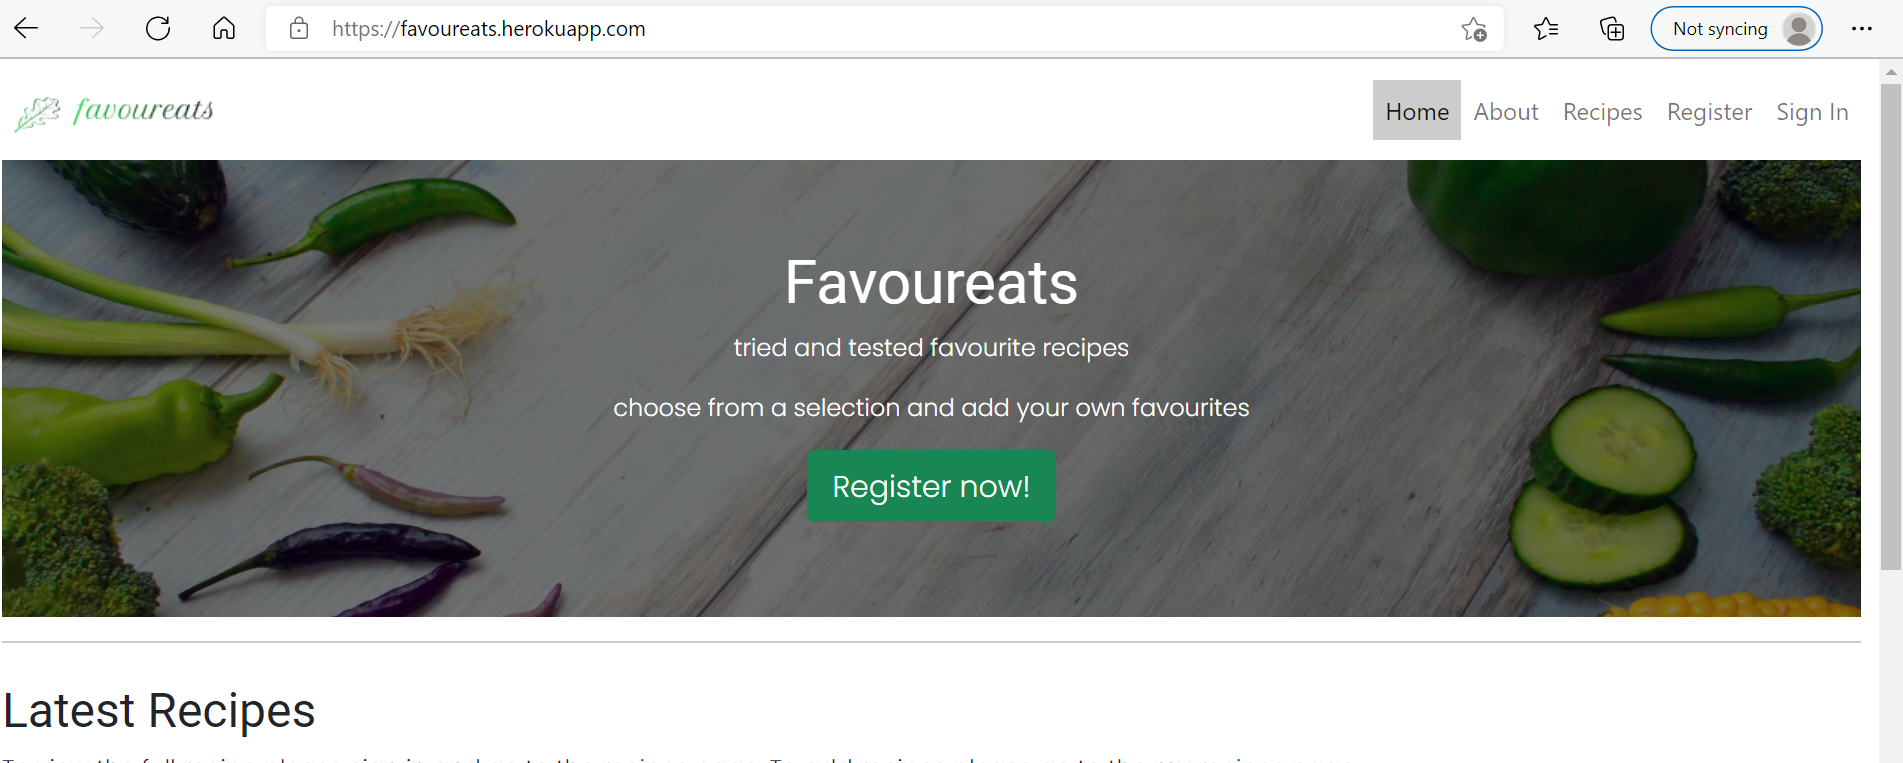 https://favoureats.herokuapp.com
Not syncing
favoureats
Home About Recipes Register Sign In
Favoureats
tried and tested favourite recipes
choose from a selection and add your own favourites
Register now!
Latest Recipes